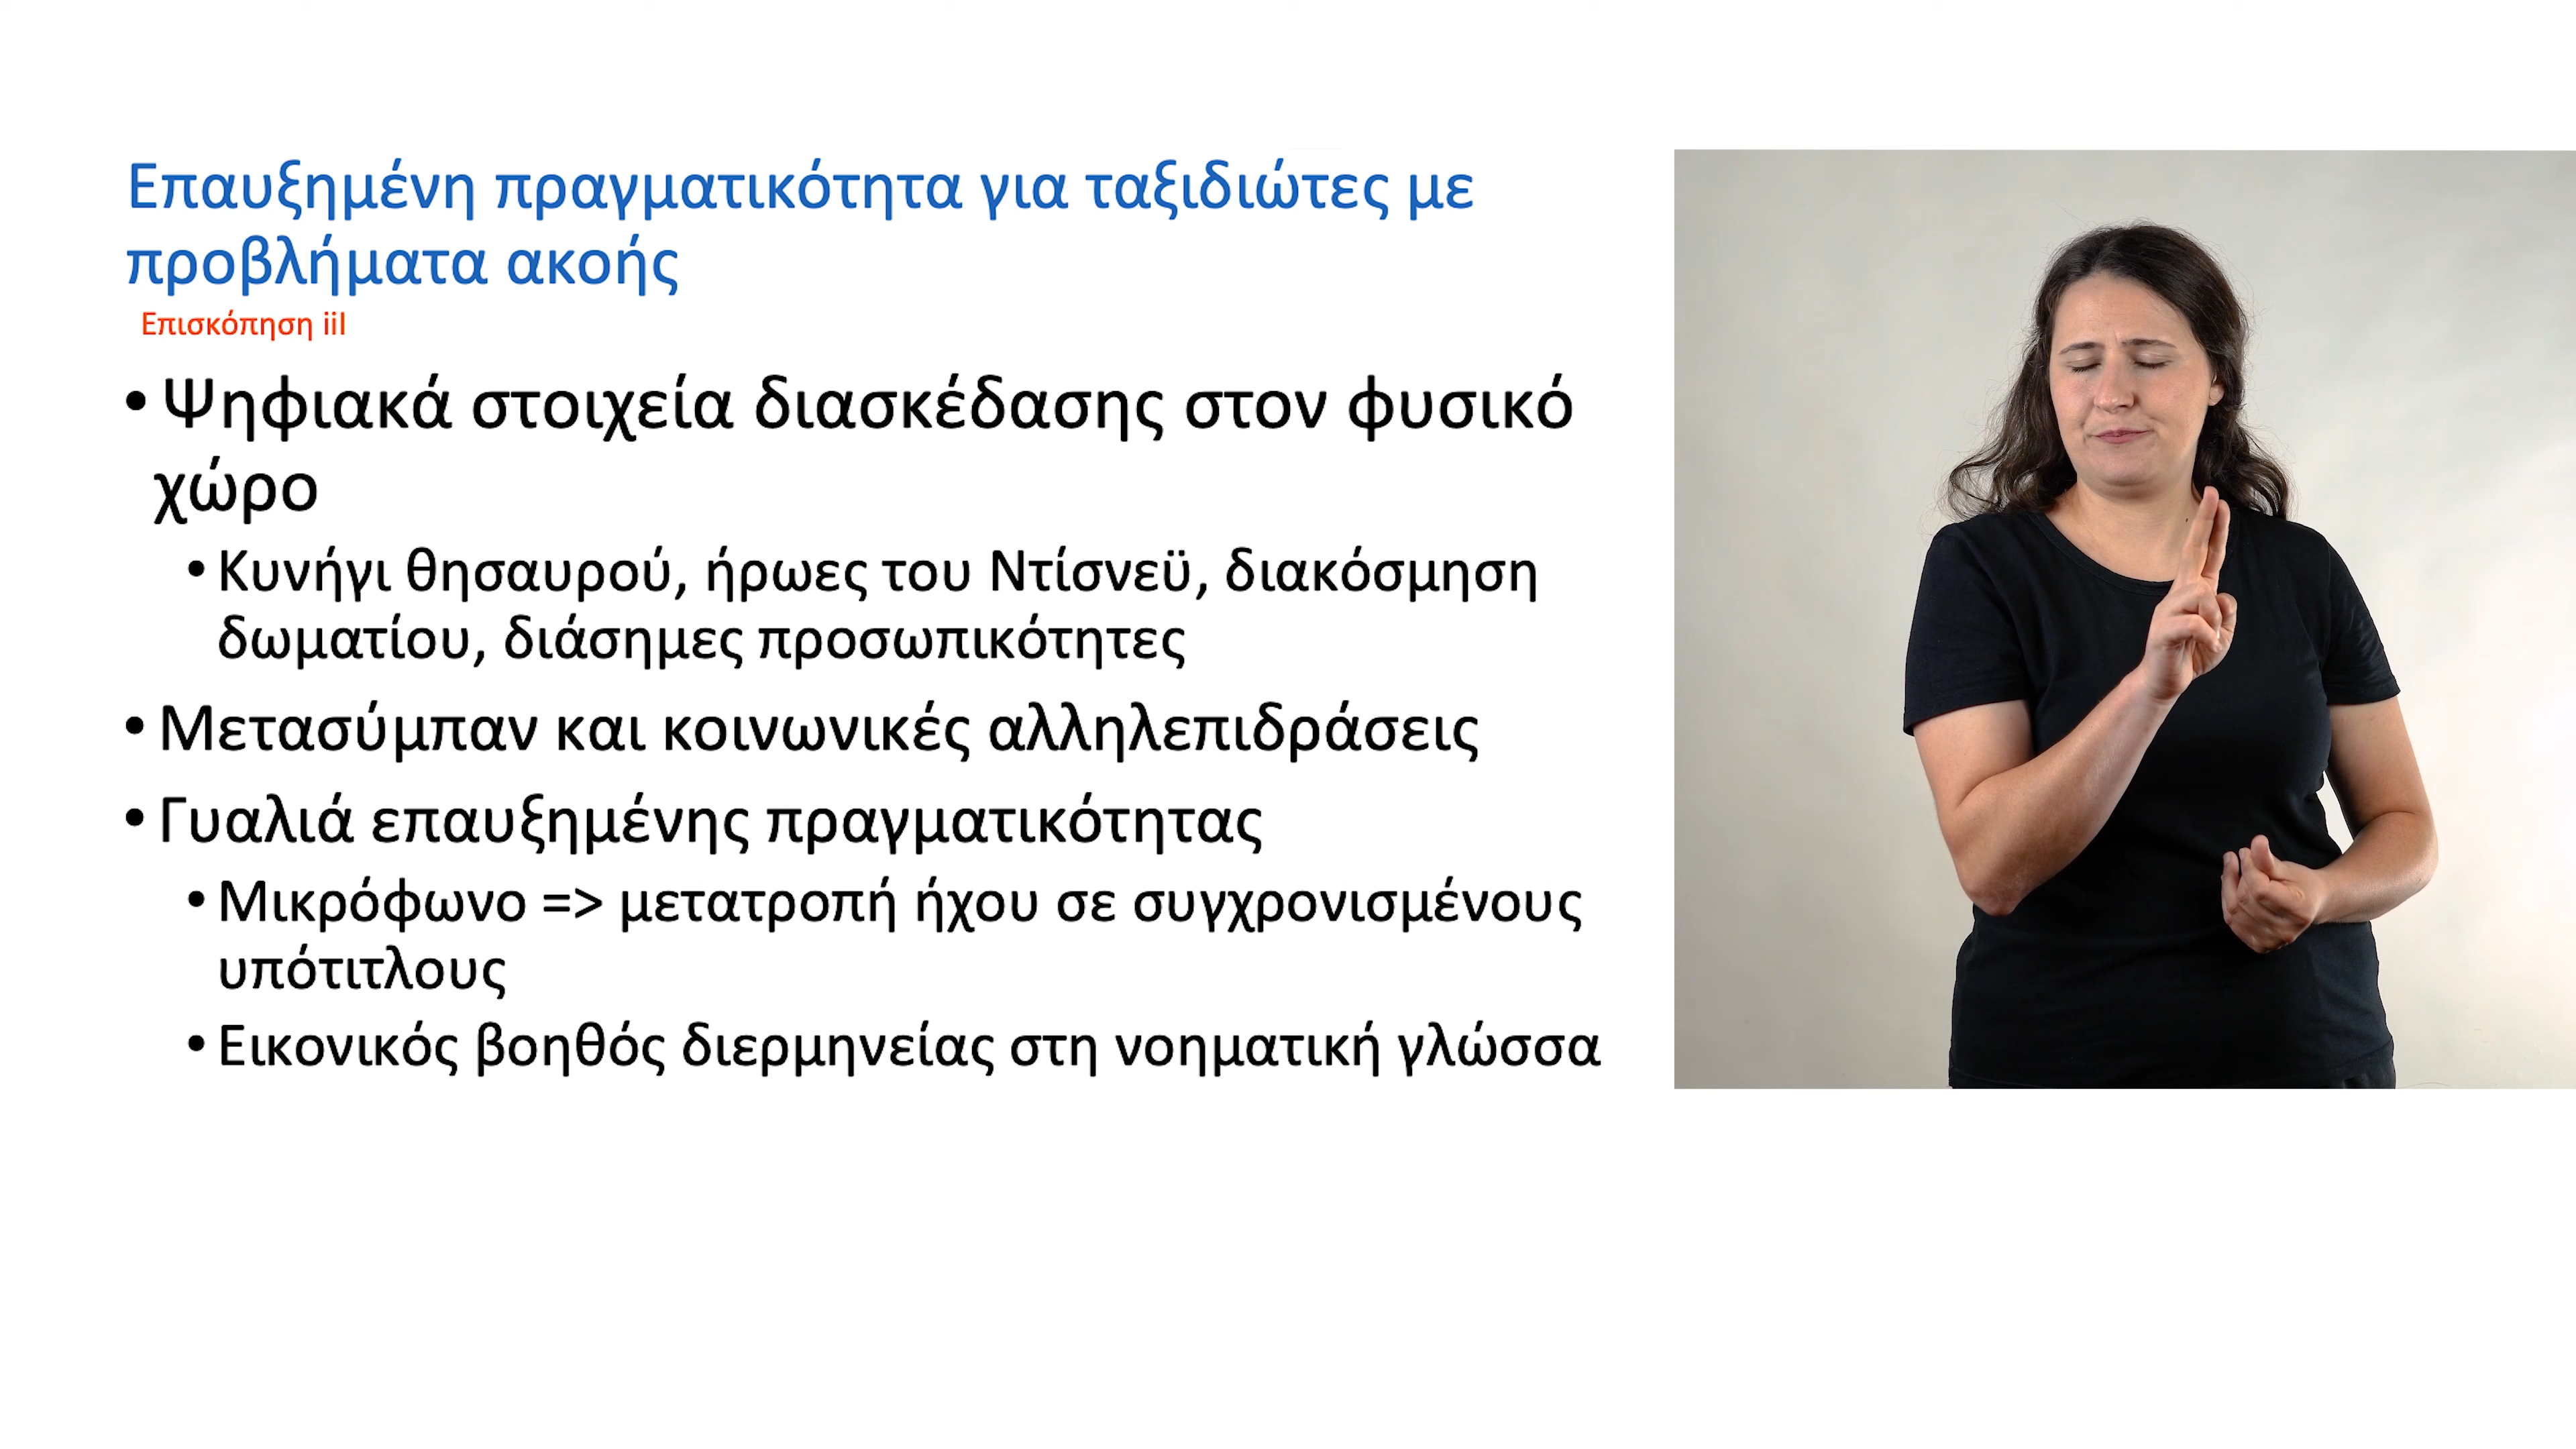 Επαυξημένη πραγματικότητα για ταξιδιώτες με
προβλήματα ακοής
Επισκόπηση iiI
• Ψηφιακά στοιχεία διασκέδασης στον φυσικό
χώρο
• Κυνήγι θησαυρού, ήρωες του Ντίσνεϋ, διακόσμηση
δωματίου, διάσημες προσωπικότητες
• Μετασύμπαν και κοινωνικές αλληλεπιδράσεις
• Γυαλιά επαυξημένης πραγματικότητας
• Μικρόφωνο => μετατροπή ήχου σε συγχρονισμένους
υπότιτλους
• Εικονικός βοηθός διερμηνείας στη νοηματική γλώσσα